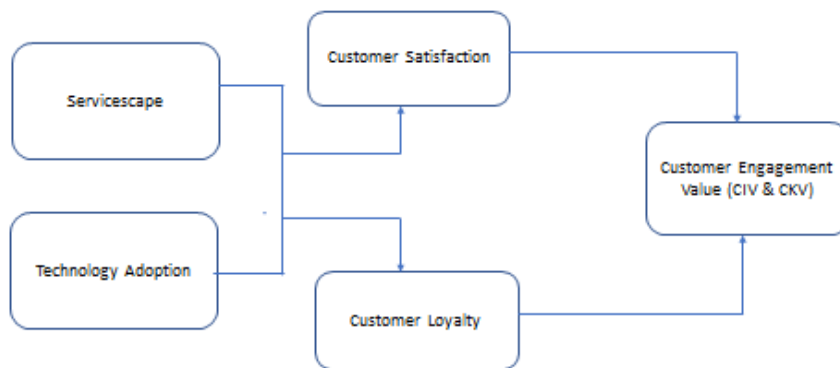 Customer Satisfaction
Servicescape
Customer Engagement
Value (CIV & CKV)
Technology Adoption
Customer Loyalty